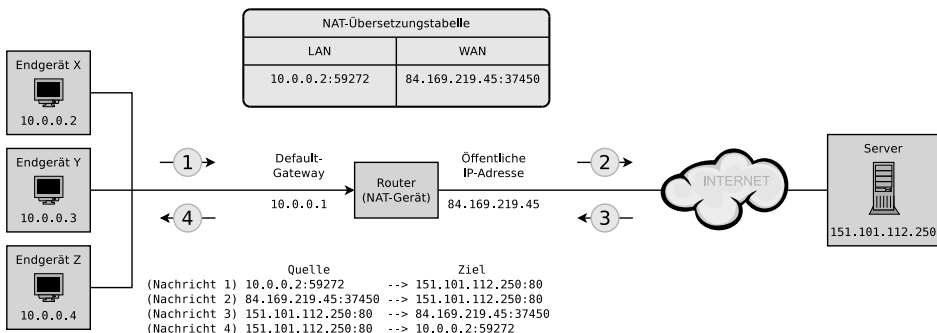 NAT-Übersetzungstabelle
LAN WAN
10.0.0.2:59272 84.169.219.45:37450
Endgerät X
10.0.0.2
Endgerät Y
10.0.0.3
Endgerät Z
10.0.0.4
1
4
Default-
Gateway
10.0.0.1
Router
(NAT-Gerät)
Öffentliche
IP-Adresse
84.169.219.45
2
3
INTERNET
Server
151.101.112.250
Quelle Ziel
(Nachricht 1) 10.0.0.2:59272 --> 151.101.112.250:80
(Nachricht 2) 84.169.219.45:37450 --> 151.101.112.250:80
(Nachricht 3) 151.101.112.250:80 --> 84.169.219.45:37450
(Nachricht 4) 151.101.112.250:80 --> 10.0.0.2:59272